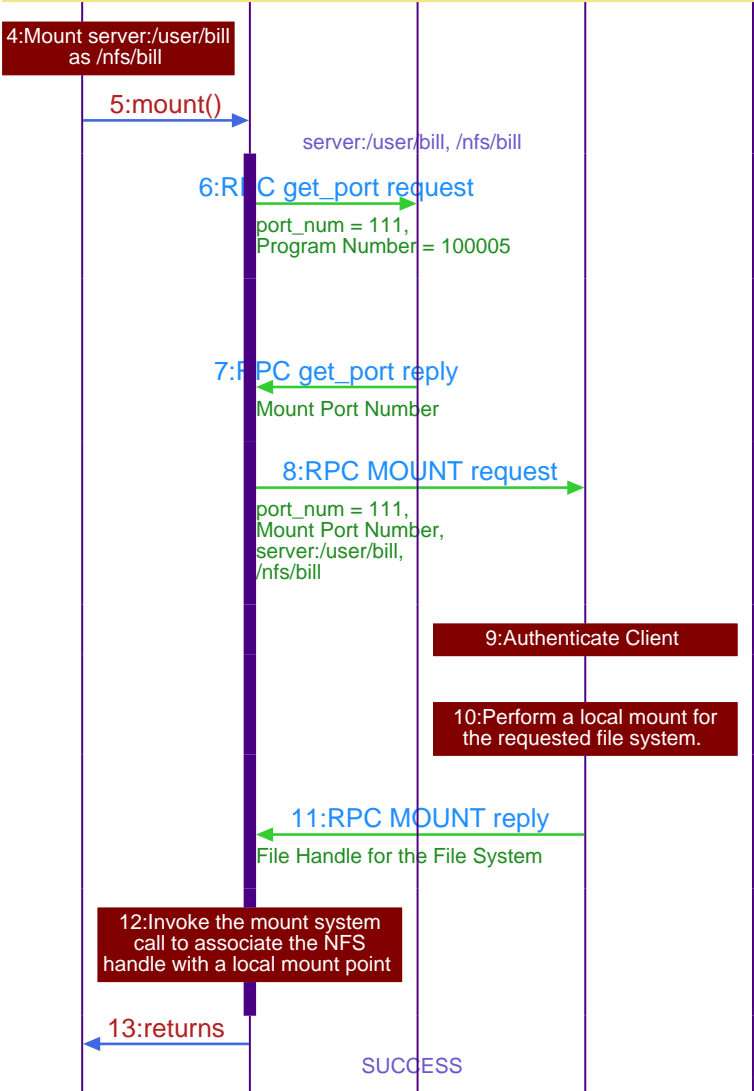 4:Mount server:/user/bill
as /nfs/bill
5:mount()
server:/user/bill, /nfs/bill
6:RPC get_port request
port_num = 111,
Program Number = 100005
7:RPC get_port reply
Mount Port Number
8:RPC MOUNT request
port_num = 111,
Mount Port Number,
server:/user/bill,
/nfs/bill
9:Authenticate Client
10:Perform a local mount for
the requested file system.
11:RPC MOUNT reply
File Handle for the File System
12:Invoke the mount system
call to associate the NFS
handle with a local mount point
13:returns
SUCCESS